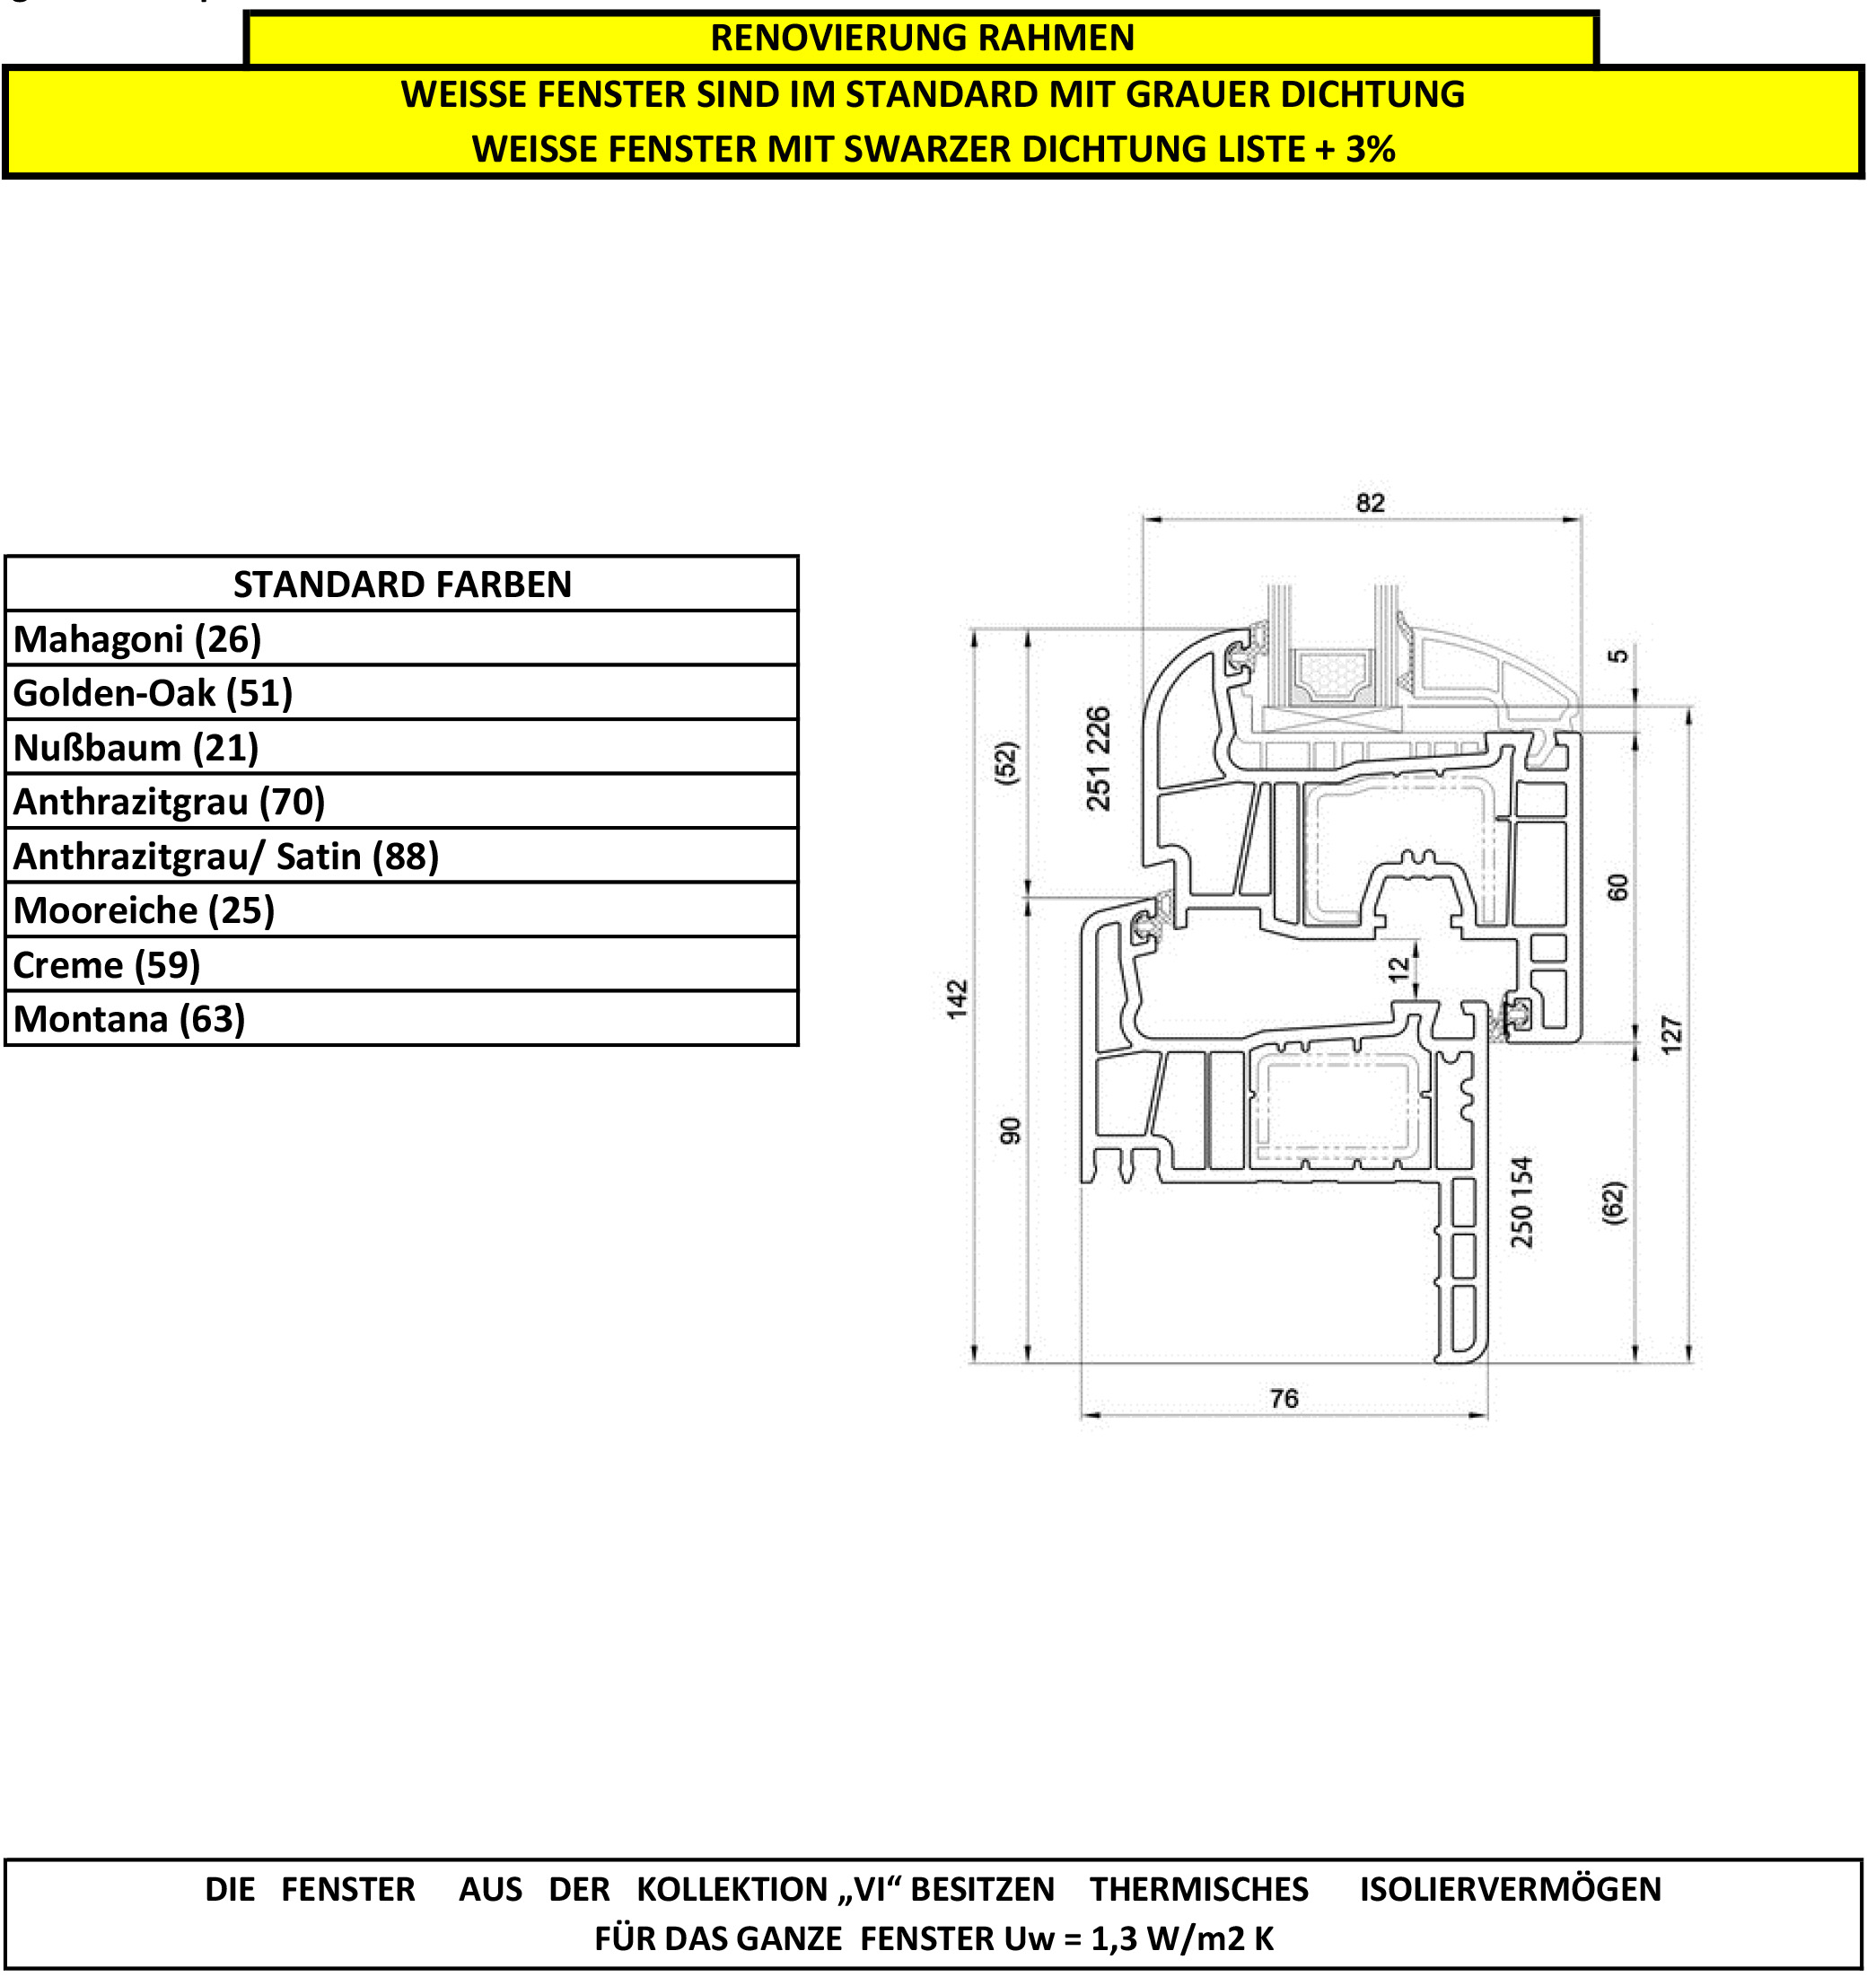 RENOVIERUNG RAHMEN
WEISSE FENSTER SIND IM STANDARD MIT GRAUER DICHTUNG
WEISSE FENSTER MIT SWARZER DICHTUNG LISTE + 3%
STANDARD FARBEN
Mahagoni (26)
Golden-Oak (51)
Nußbaum (21)
Anthrazitgrau (70)
Anthrazitgrau/ Satin (88)
Mooreiche (25)
Creme (59)
Montana (63)
82
5
(52)
251 226
60
12
142
127
90
250 154
(62)
76
DIE FENSTER AUS DER KOLLEKTION „VI“ BESITZEN THERMISCHES ISOLIERVERMÖGEN
FÜR DAS GANZE FENSTER Uw = 1,3 W/m2 K